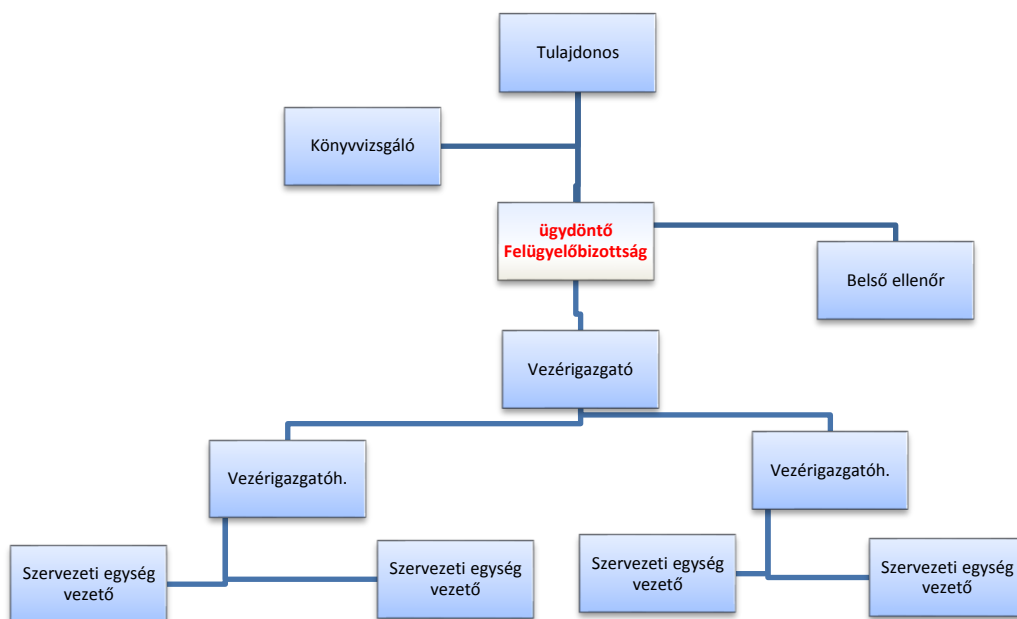 Tulajdonos
Könyvvizsgáló
ügydöntő
Felügyelőbizottság
Belső ellenőr
Vezérigazgató
Vezérigazgatóh.
Vezérigazgatóh.
Szervezeti egység
vezető
Szervezeti egység
vezető
Szervezeti egység
vezető
Szervezeti egység
vezető